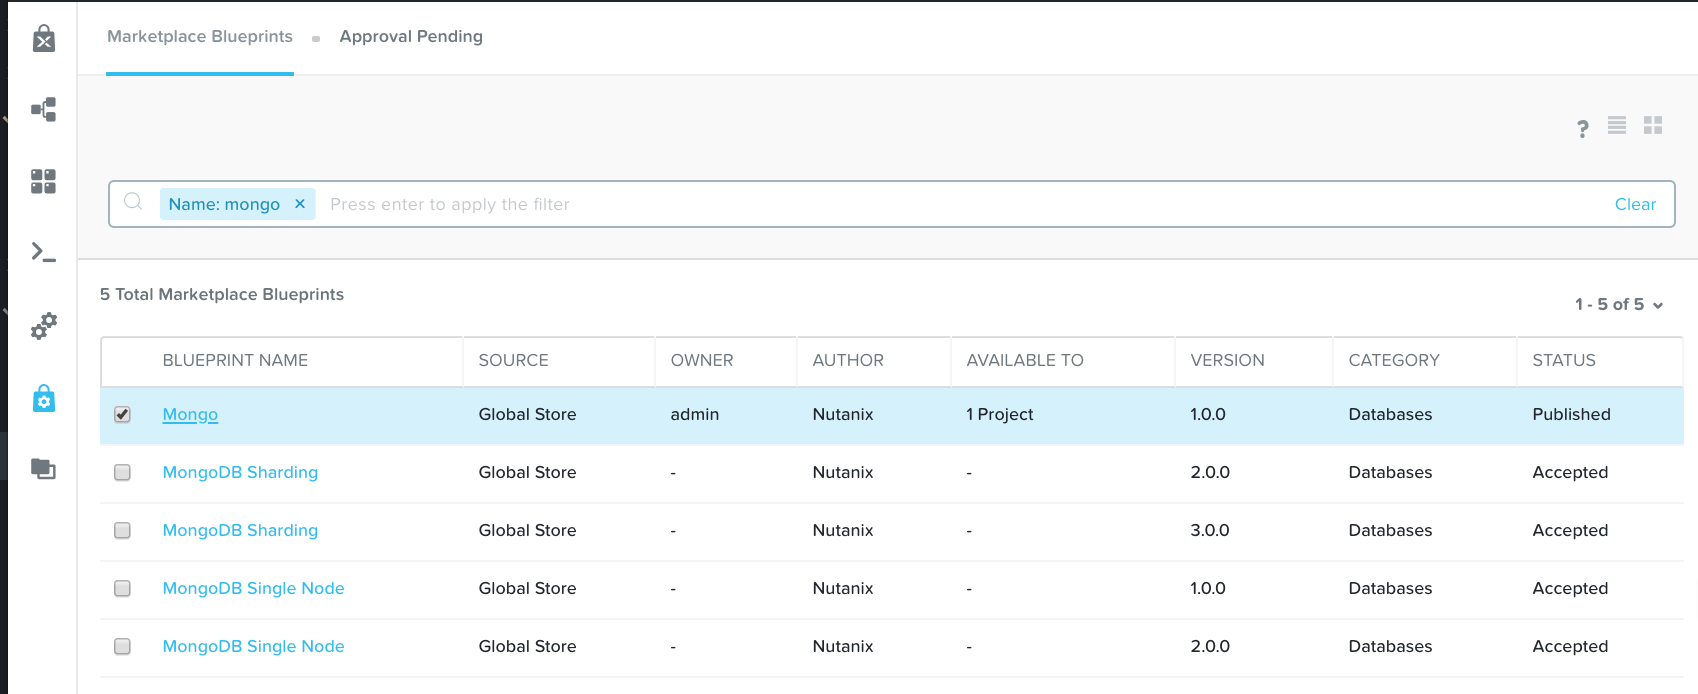 Marketplace Blueprints Approval Pending
?
Name: mongo × Press enter to apply the filter Clear
5 Total Marketplace Blueprints
1 - 5 of 5
BLUEPRINT NAME SOURCE OWNER AUTHOR AVAILABLE TO VERSION CATEGORY STATUS
Mongo Global Store admin Nutanix 1 Project 1.0.0 Databases Published
MongoDB Sharding Global Store - Nutanix - 2.0.0 Databases Accepted
MongoDB Sharding Global Store - Nutanix - 3.0.0 Databases Accepted
MongoDB Single Node Global Store - Nutanix - 1.0.0 Databases Accepted
MongoDB Single Node Global Store - Nutanix - 2.0.0 Databases Accepted